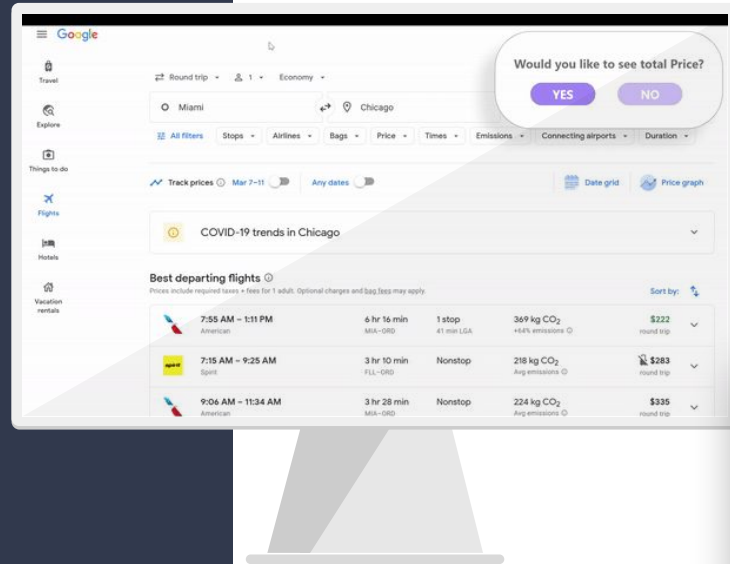 Google
Would you like to see total Price?
YES NO
Travel
Round trip 1 Economy
Explore
Miami Chicago
All filters Stops Airlines Bags Price Times Emissions Connecting airports Duration
Things to do
Track prices Mar 7–11 Any dates Date grid Price graph
Flights
COVID-19 trends in Chicago
Hotels
Best departing flights
Prices include required taxes + fees for 1 adult. Optional charges and bag fees may apply. Sort by:
Vacation
rentals
7:55 AM – 1:11 PM 6 hr 16 min 1 stop 369 kg CO2 $222
American MIA–ORD 41 min LGA +64% emissions round trip
spirit 7:15 AM – 9:25 AM 3 hr 10 min Nonstop 218 kg CO2 $283
Spirit FLL–ORD Avg emissions round trip
9:06 AM – 11:34 AM 3 hr 28 min Nonstop 224 kg CO2 $335
American MIA–ORD Avg emissions round trip